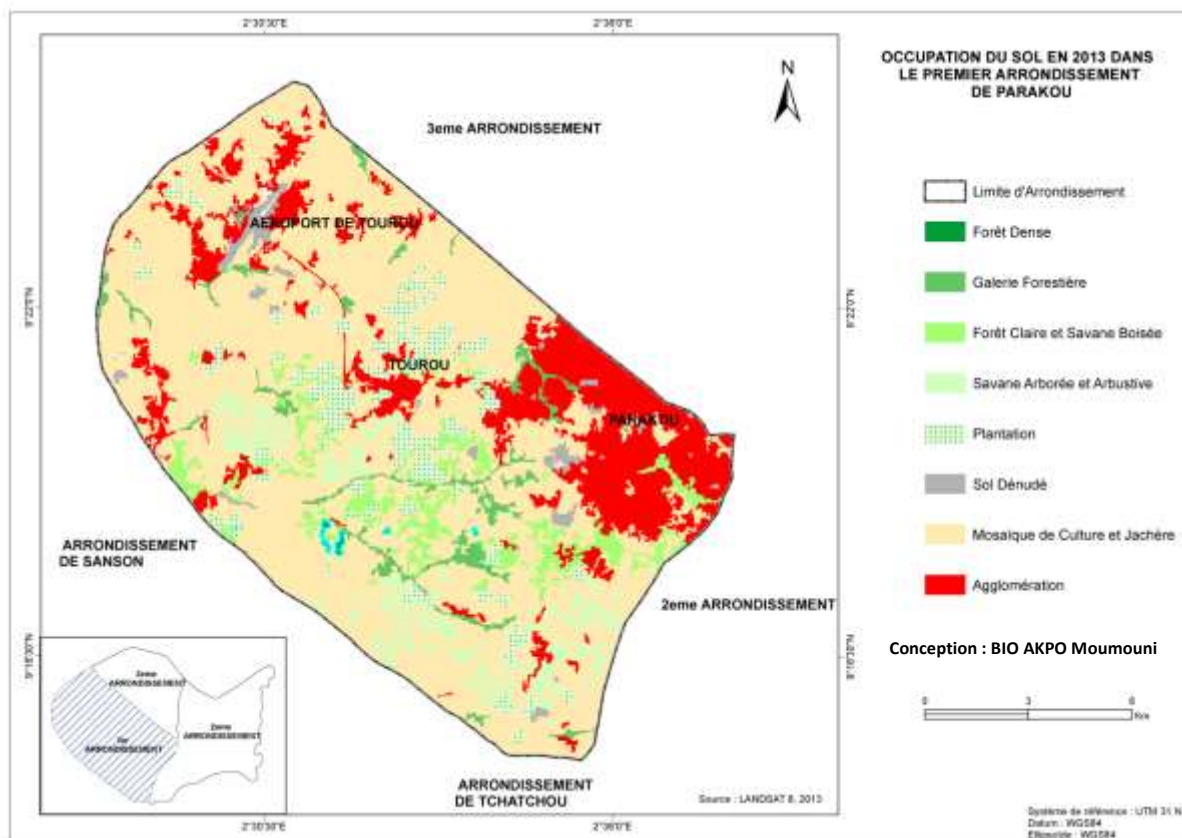 2°30'30"E
2°36'0"E
OCCUPATION DU SOL EN 2013 DANS
LE PREMIER ARRONDISSEMENT
DE PARAKOU
N
3eme ARRONDISSEMENT
Limite d'Arrondissement
Forêt Dense
Galerie Forestière
Forêt Claire et Savane Boisée
Savane Arborée et Arbustive
Plantation
Sol Dénudé
Mosaïque de Culture et Jachère
Agglomération
AEROPORT DE TOUROU
9°22'0"N
9°22'0"N
TOUROU
PARAKOU
ARRONDISSEMENT
DE SANSON
2eme ARRONDISSEMENT
Conception : BIO AKPO Moumouni
0 3 6
Km
ARRONDISSEMENT
ARRONDISSEMENT
2eme
ARRONDISSEMENT
ARRONDISSEMENT
DE TCHATCHOU
Source : LANDSAT 8, 2013
2°30'30"E
2°36'0"E
Système de référence : UTM 31 N
Datum : WGS84
Ellipsoïde : WGS84